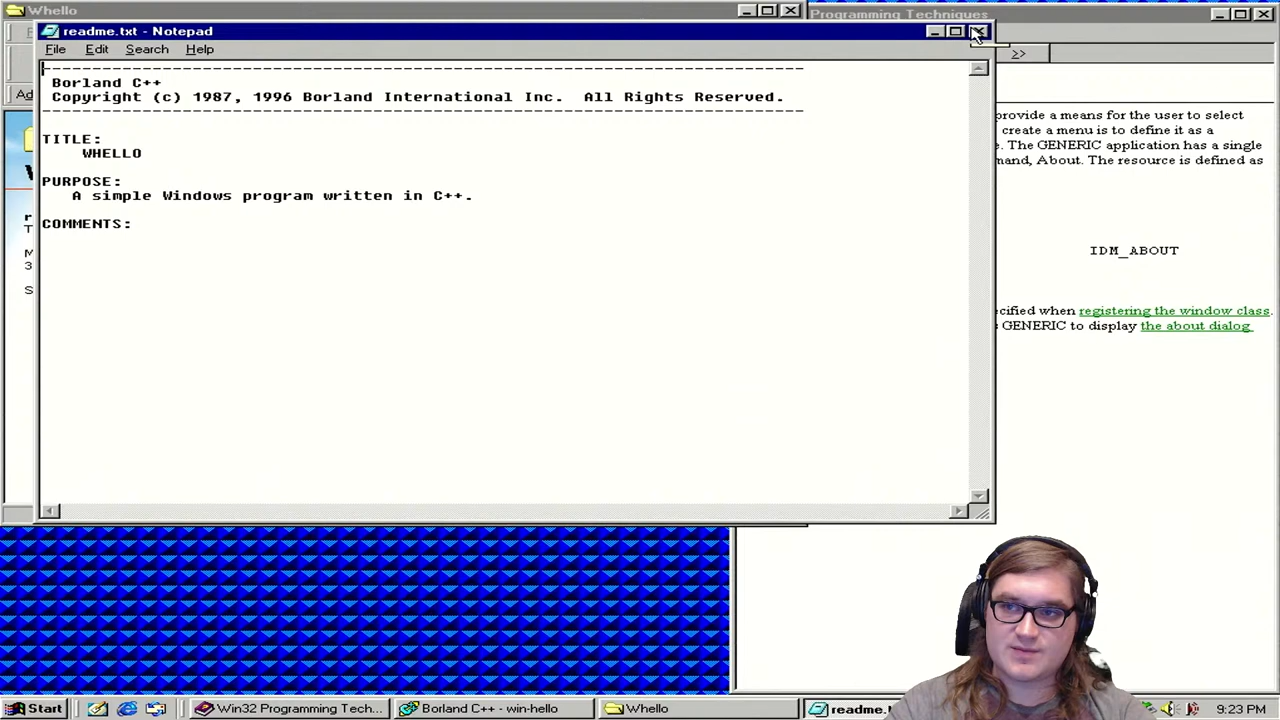 Whello
Programming Techniques
readme.txt - Notepad
File Edit Search Help
>>
Borland C++
Copyright (c) 1987, 1996 Borland International Inc. All Rights Reserved.
TITLE:
WHELLO
PURPOSE:
A simple Windows program written in C++.
COMMENTS:
provide a means for the user to select
create a menu is to define it as a
. The GENERIC application has a single
mand, About. The resource is defined as
IDM_ABOUT
ecified when registering the window class.
GENERIC to display the about dialog
Start
Win32 Programming Tech...
Borland C++ - win-hello
Whello
readme.t
9:23 PM